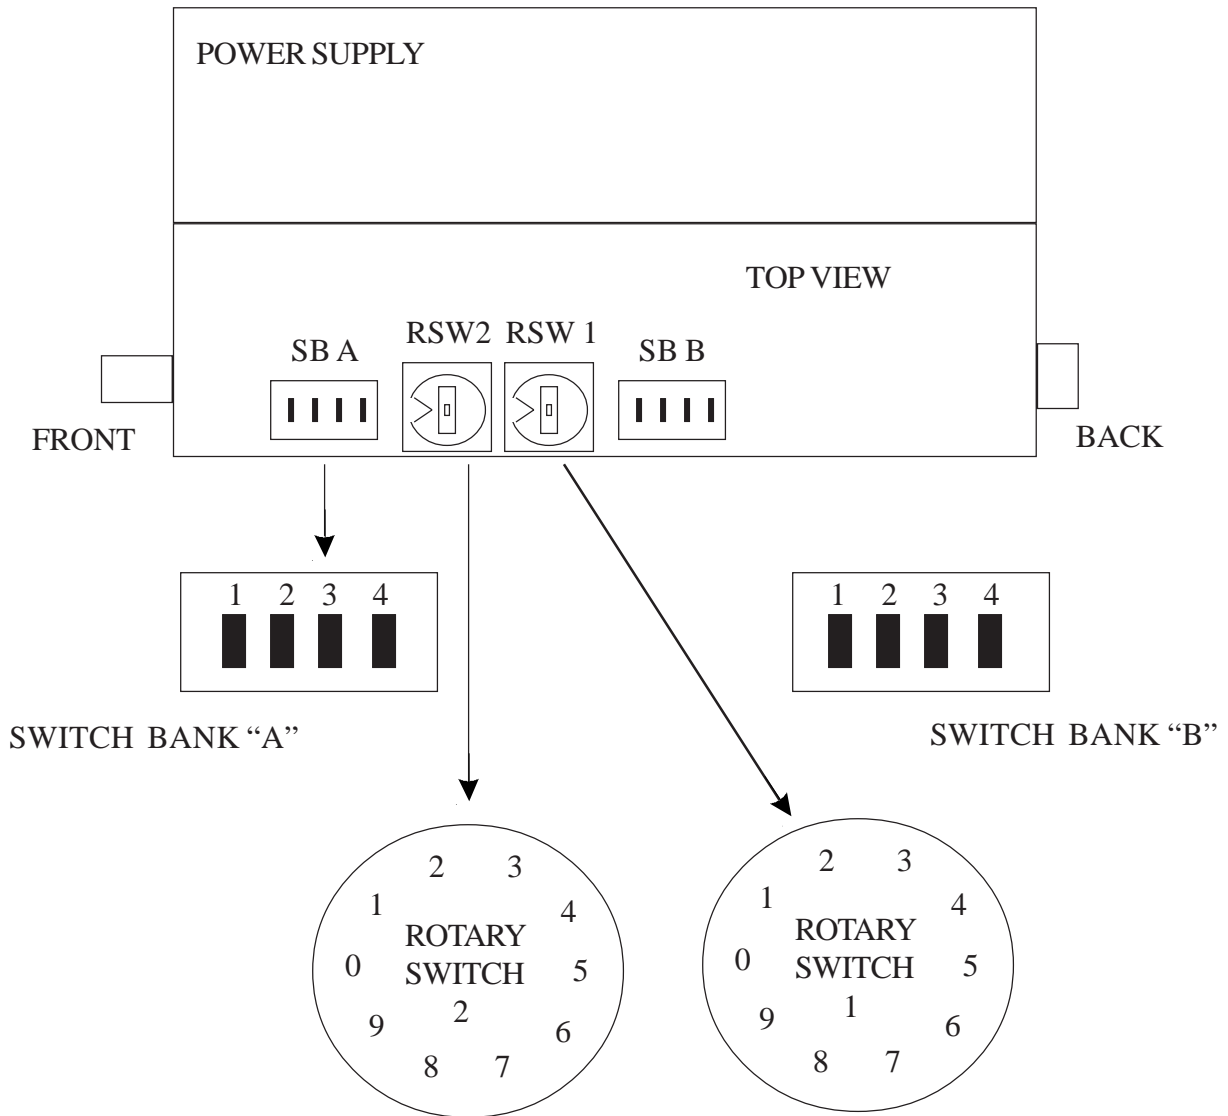 POWER SUPPLY
TOP VIEW
RSW2 RSW 1
SB A
SB B
FRONT
BACK
1 2 3 4
1 2 3 4
SWITCH BANK “A”
SWITCH BANK “B”
2 3
1 4
ROTARY
0 SWITCH 5
2
9 6
8 7
2 3
1 4
ROTARY
0 SWITCH 5
1
9 6
8 7